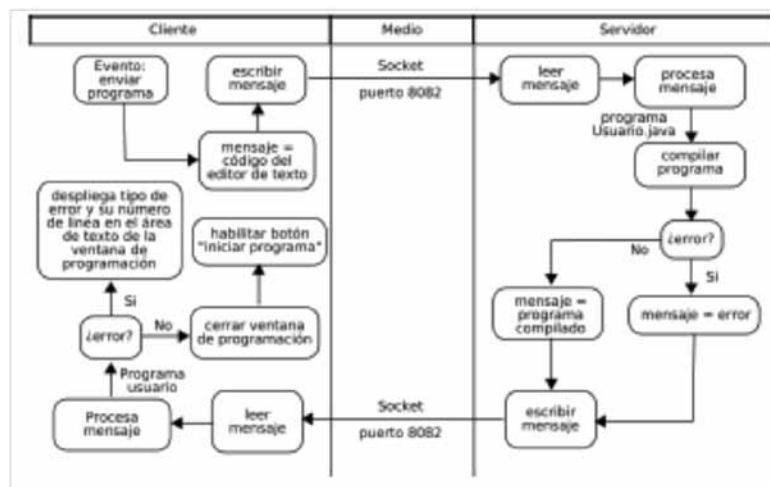 Cliente
Medio
Servidor
Evento:
enviar
programa
escribir
mensaje
Socket
puerto 8082
leer
mensaje
procesa
mensaje
mensaje =
código del
editor de texto
programa
Usuario.java
compilar
programa
despliega tipo de
error y su número
de linea en el área
de texto de la
ventana de
programación
habilitar botón
"iniciar programa"
¿error?
No
Si
mensaje =
programa
compilado
mensaje = error
Si
¿error?
No
cerrar ventana
de programación
Programa
usuario
Procesa
mensaje
leer
mensaje
Socket
puerto 8082
escribir
mensaje